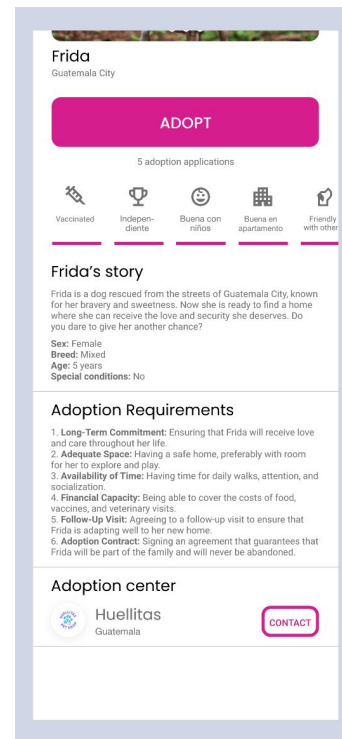 Frida
Guatemala City
ADOPT
5 adoption applications
Vaccinated
Indepen-
diente
Buena con
niños
Buena en
apartamento
Friendly
with other
Frida's story
Frida is a dog rescued from the streets of Guatemala City, known
for her bravery and sweetness. Now she is ready to find a home
where she can receive the love and security she deserves. Do
you dare to give her another chance?
Sex: Female
Breed: Mixed
Age: 5 years
Special conditions: No
Adoption Requirements
1. Long-Term Commitment: Ensuring that Frida will receive love
and care throughout her life.
2. Adequate Space: Having a safe home, preferably with room
for her to explore and play.
3. Availability of Time: Having time for daily walks, attention, and
socialization.
4. Financial Capacity: Being able to cover the costs of food,
vaccines, and veterinary visits.
5. Follow-Up Visit: Agreeing to a follow-up visit to ensure that
Frida is adapting well to her new home.
6. Adoption Contract: Signing an agreement that guarantees that
Frida will be part of the family and will never be abandoned.
Adoption center
Huellitas
Guatemala
CONTACT